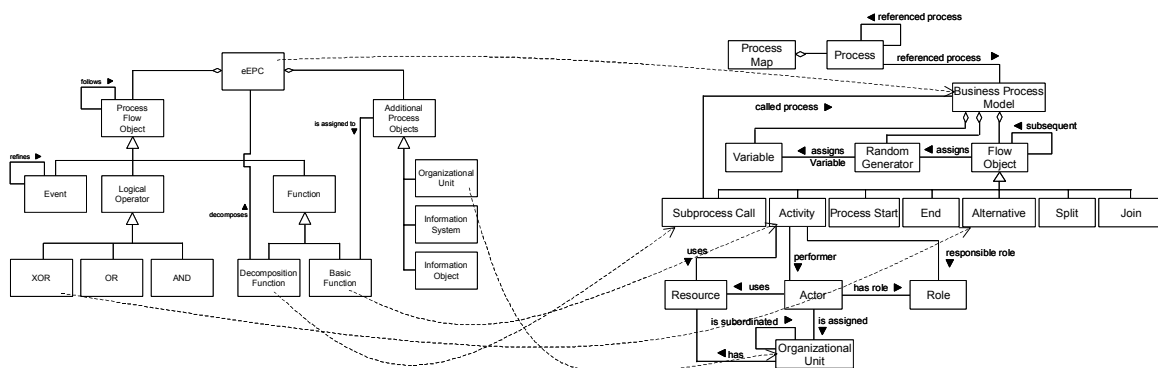 eEPC
follows
Process
Flow
Object
is assigned to
Additional
Process
Objects
refines
Event
Logical
Operator
Function
decomposes
Organizational
Unit
Information
System
Information
Object
XOR
OR
AND
Decomposition
Function
Basic
Function
referenced process
Process
Map
Process
referenced process
Business Process
Model
called process
subsequent
Variable
assigns
Variable
Random
Generator
assigns
Flow
Object
Subprocess Call
Activity
Process Start
End
Alternative
Split
Join
uses
performer
responsible role
Resource
uses
Actor
has role
Role
is subordinated
is assigned
has
Organizational
Unit